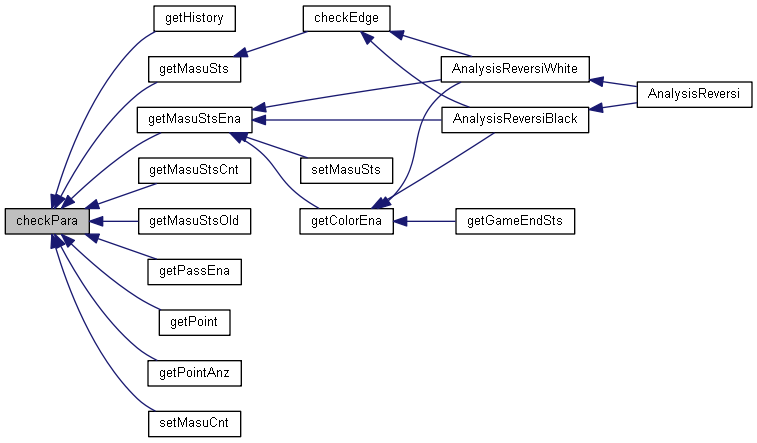 checkPara
getHistory
getMasuSts
getMasuStsEna
getMasuStsCnt
getMasuStsOld
getPassEna
getPoint
getPointAnz
setMasuCnt
checkEdge
setMasuSts
getColorEna
AnalysisReversiWhite
AnalysisReversiBlack
getGameEndSts
AnalysisReversi